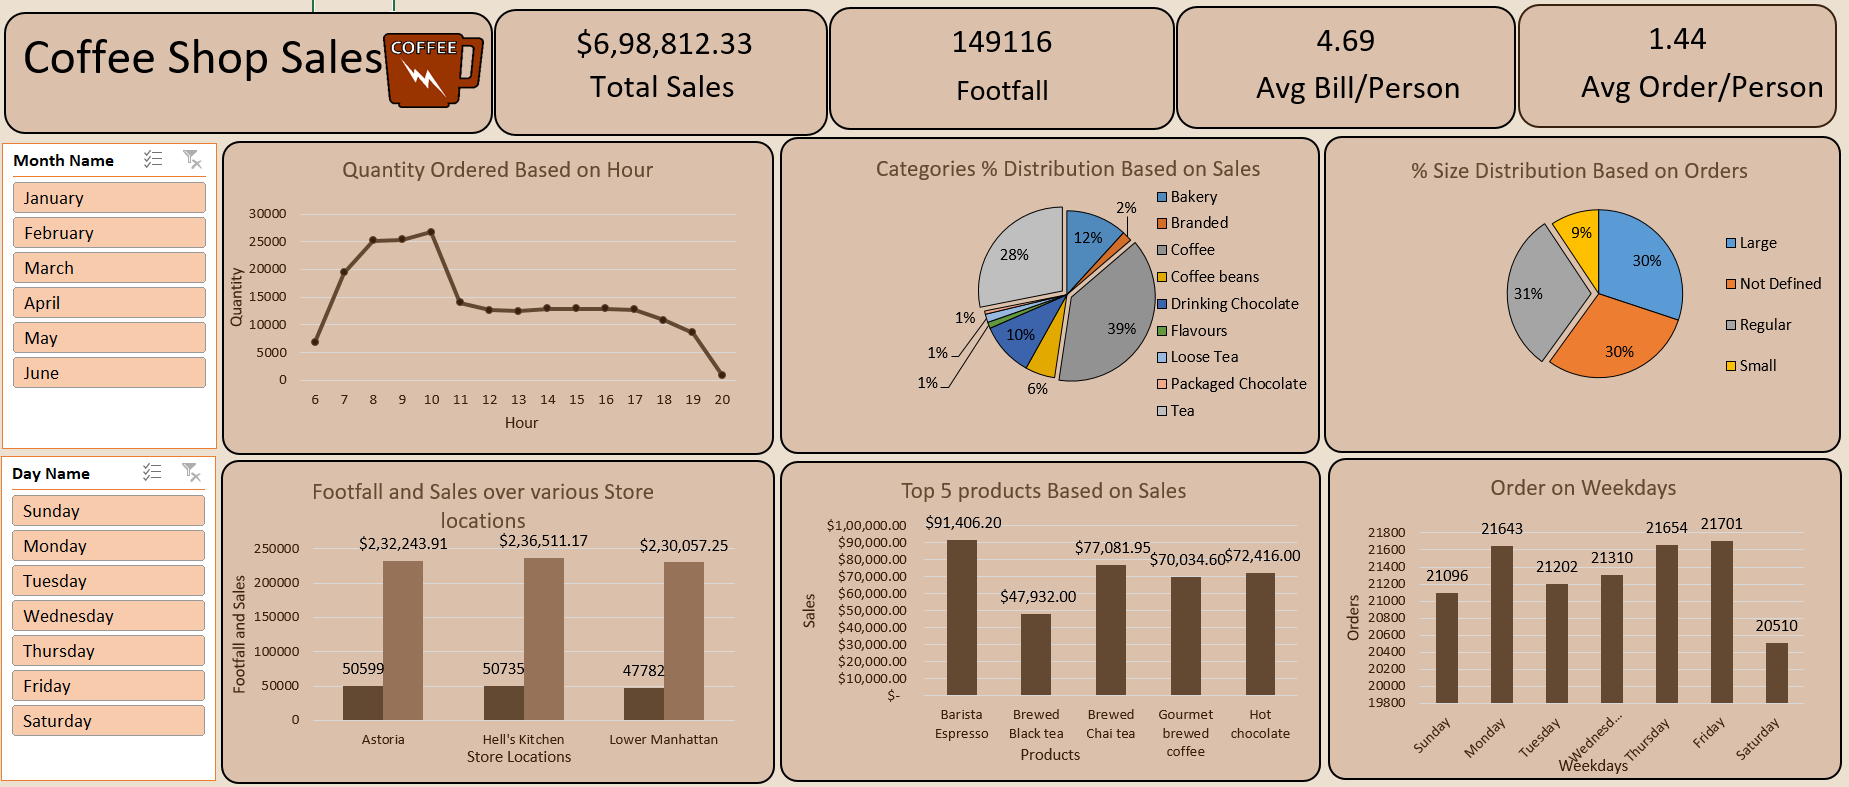 Coffee Shop Sales
COFFEE
$6,98,812.33
Total Sales
149116
Footfall
4.69
Avg Bill/Person
1.44
Avg Order/Person
Month Name
January
February
March
April
May
June
Day Name
Sunday
Monday
Tuesday
Wednesday
Thursday
Friday
Saturday
Quantity Ordered Based on Hour
Quantity
30000
25000
20000
15000
10000
5000
0
6 7 8 9 10 11 12 13 14 15 16 17 18 19 20
Hour
Categories % Distribution Based on Sales
12%
2%
39%
6%
10%
1%
1%
1%
28%
Bakery
Branded
Coffee
Coffee beans
Drinking Chocolate
Flavours
Loose Tea
Packaged Chocolate
Tea
% Size Distribution Based on Orders
30%
30%
31%
9%
Large
Not Defined
Regular
Small
Footfall and Sales over various Store
locations
Footfall and Sales
250000
200000
150000
100000
50000
0
50599 $2,32,243.91
50735 $2,36,511.17
47782 $2,30,057.25
Astoria Hell's Kitchen Lower Manhattan
Store Locations
Top 5 products Based on Sales
Sales
$1,00,000.00
$90,000.00
$80,000.00
$70,000.00
$60,000.00
$50,000.00
$40,000.00
$30,000.00
$20,000.00
$10,000.00
$-
$91,406.20
$47,932.00
$77,081.95
$70,034.60
$72,416.00
Barista
Espresso
Brewed
Black tea
Brewed
Chai tea
Gourmet
brewed
coffee
Hot
chocolate
Products
Order on Weekdays
Orders
21800
21600
21400
21200
21000
20800
20600
20400
20200
20000
19800
21096
21643
21202
21310
21654
21701
20510
Sunday
Monday
Tuesday
Wednesd...
Thursday
Friday
Saturday
Weekdays